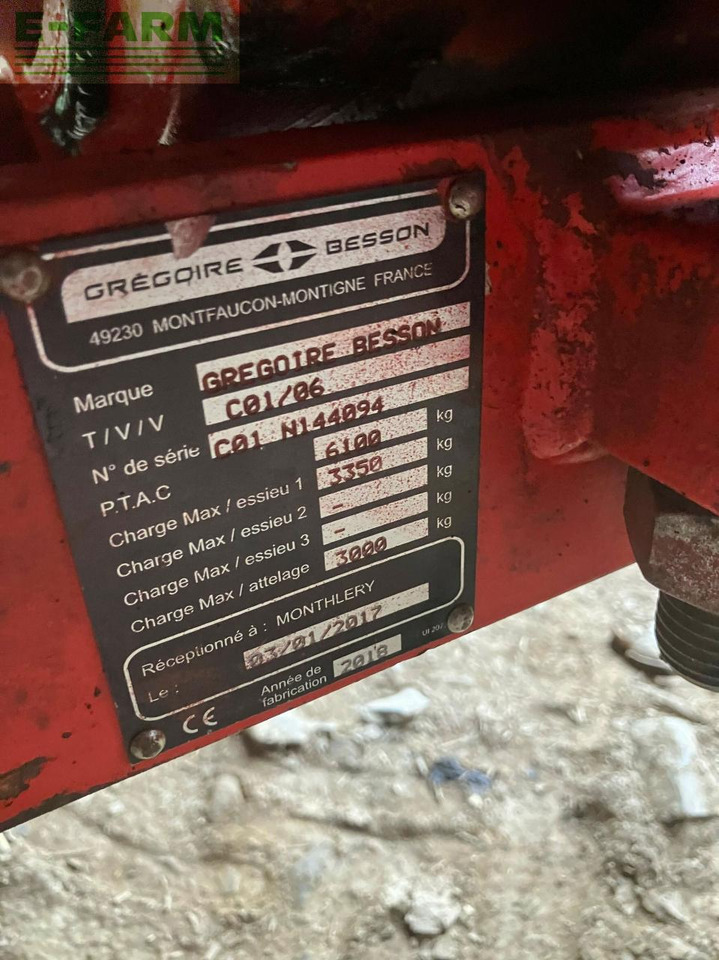 E-FARM
GRÉGOIRE BESSON
49230 MONTFAUCON-MONTIGNE FRANCE
Marque GREGOIRE BESSON
T / V / V C01/06
N° de série C01 N144094
P.T.A.C 6100 kg
Charge Max / essieu 1 3350 kg
Charge Max / essieu 2 - kg
Charge Max / essieu 3 - kg
Charge Max / attelage 3000 kg
Réceptionné à : MONTHLERY
Le : 03/01/2017
Année de
fabrication 2018
CE